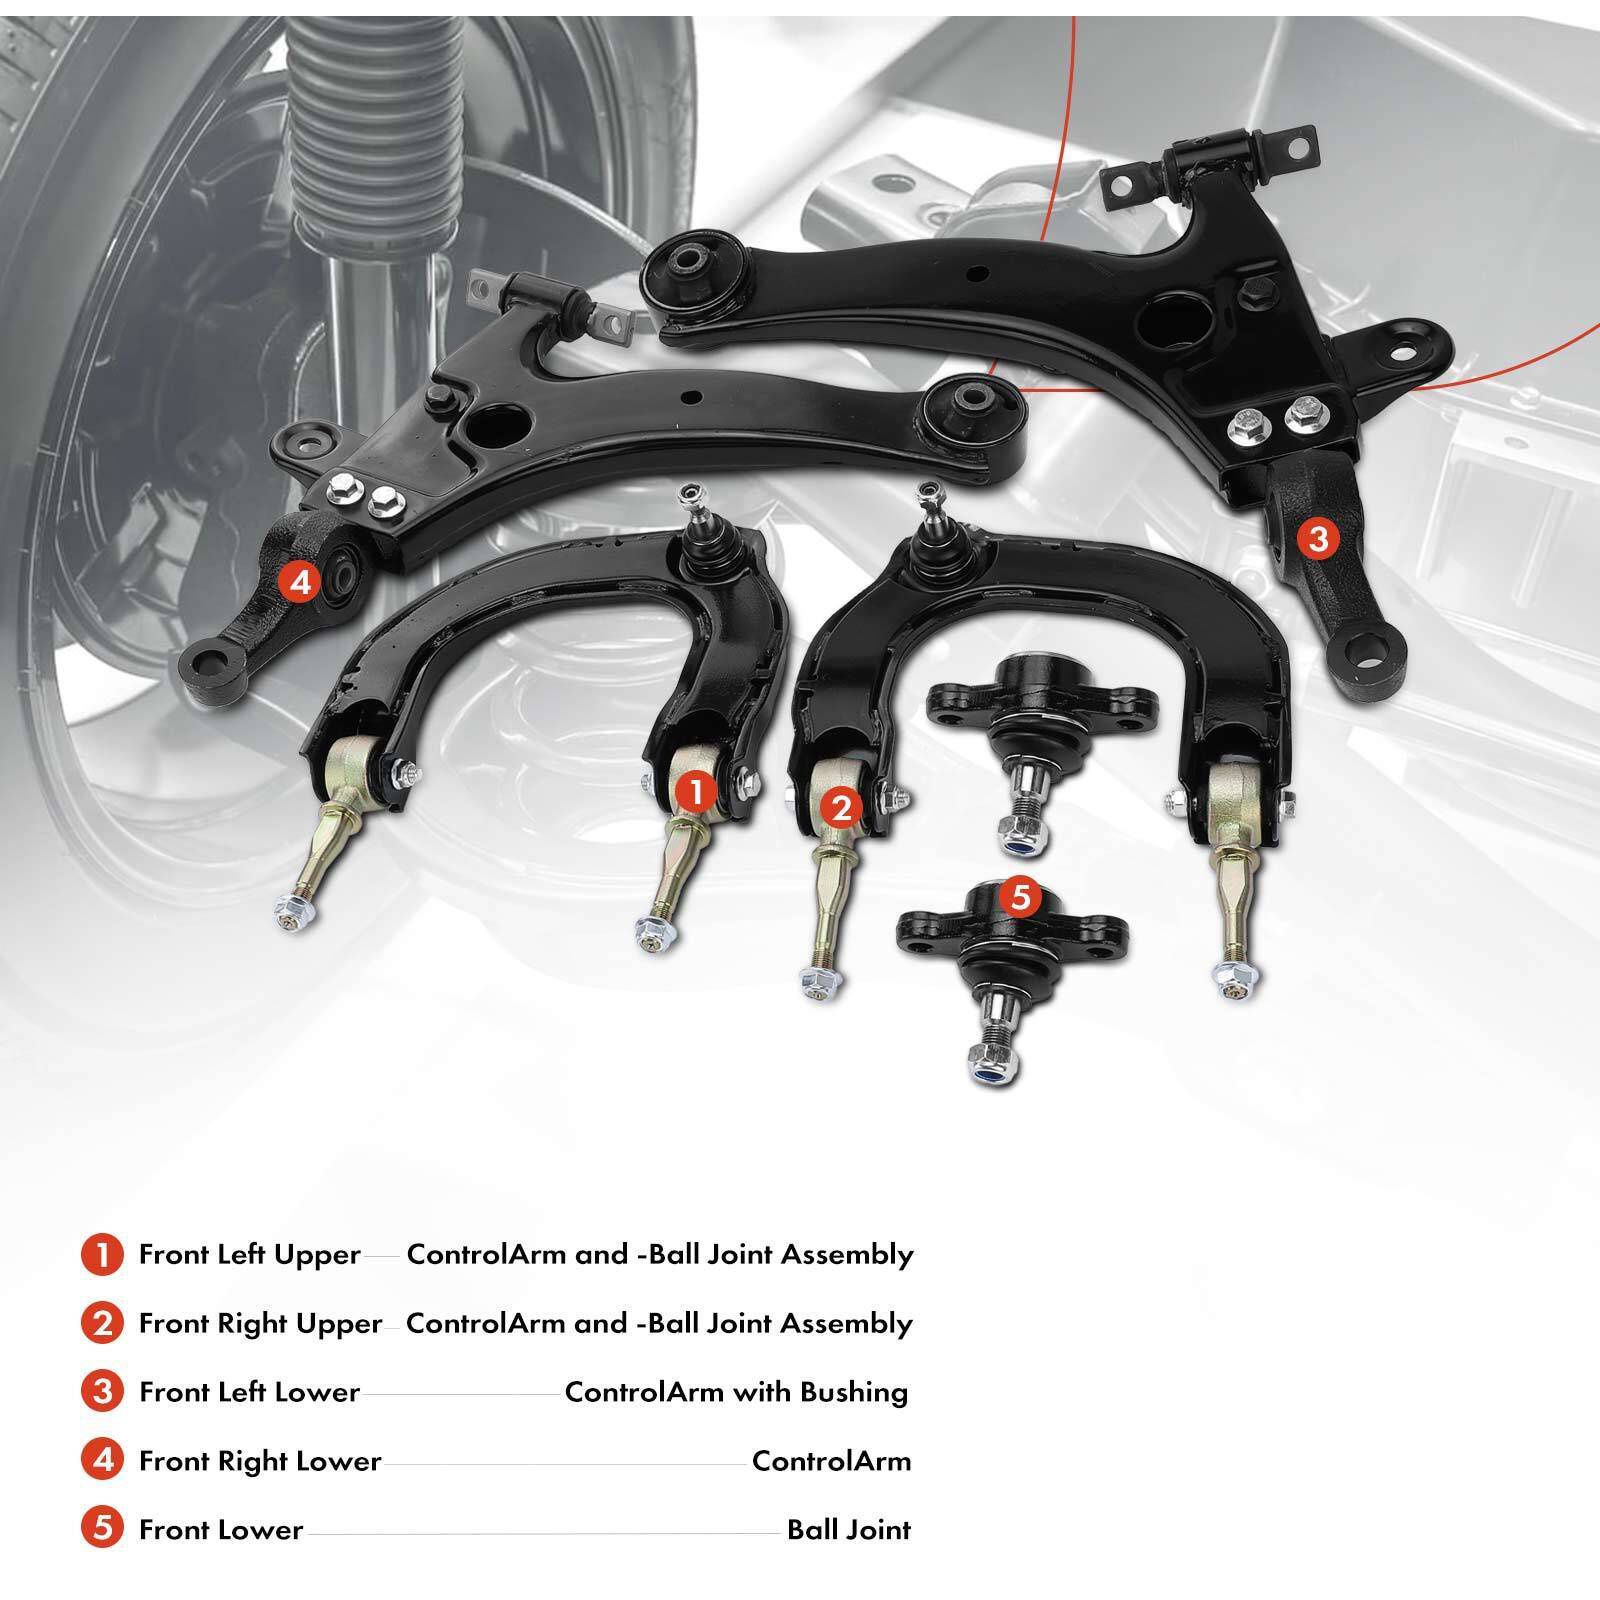 3
4
1
2
5
1 Front Left Upper ControlArm and -Ball Joint Assembly
2 Front Right Upper ControlArm and -Ball Joint Assembly
3 Front Left Lower ControlArm with Bushing
4 Front Right Lower ControlArm
5 Front Lower Ball Joint